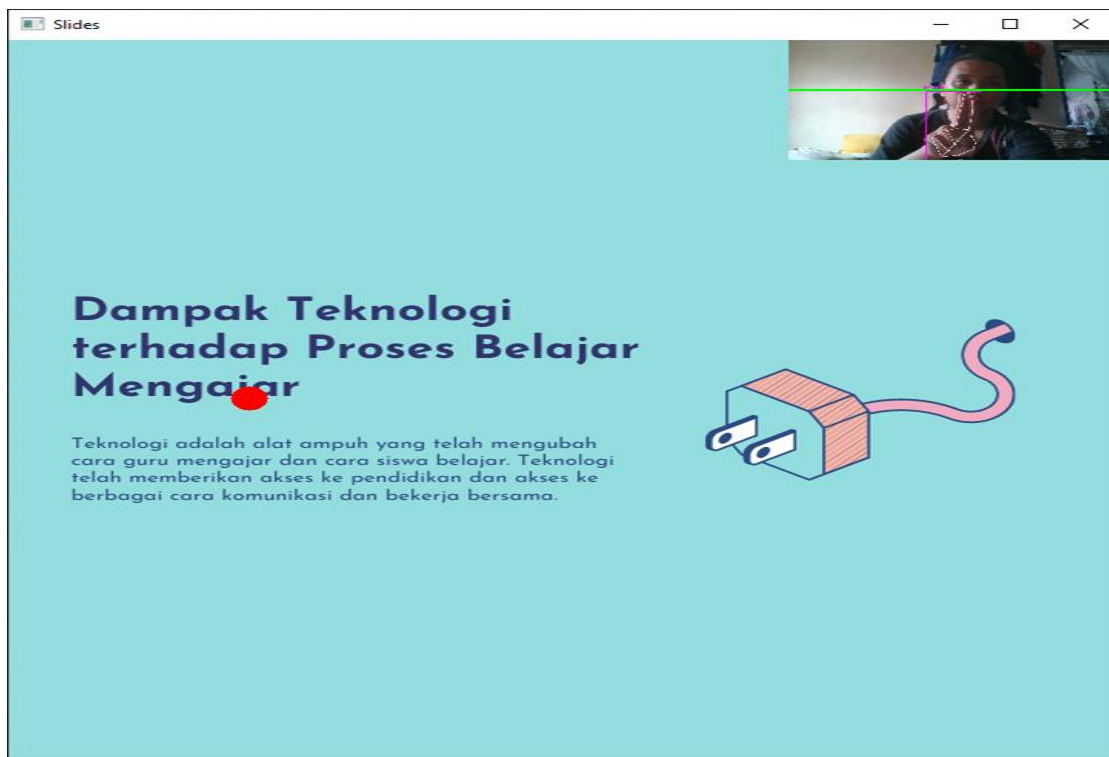 Slides
Dampak Teknologi
terhadap Proses Belajar
Mengajar
Teknologi adalah alat ampuh yang telah mengubah
cara guru mengajar dan cara siswa belajar. Teknologi
telah memberikan akses ke pendidikan dan akses ke
berbagai cara komunikasi dan bekerja bersama.